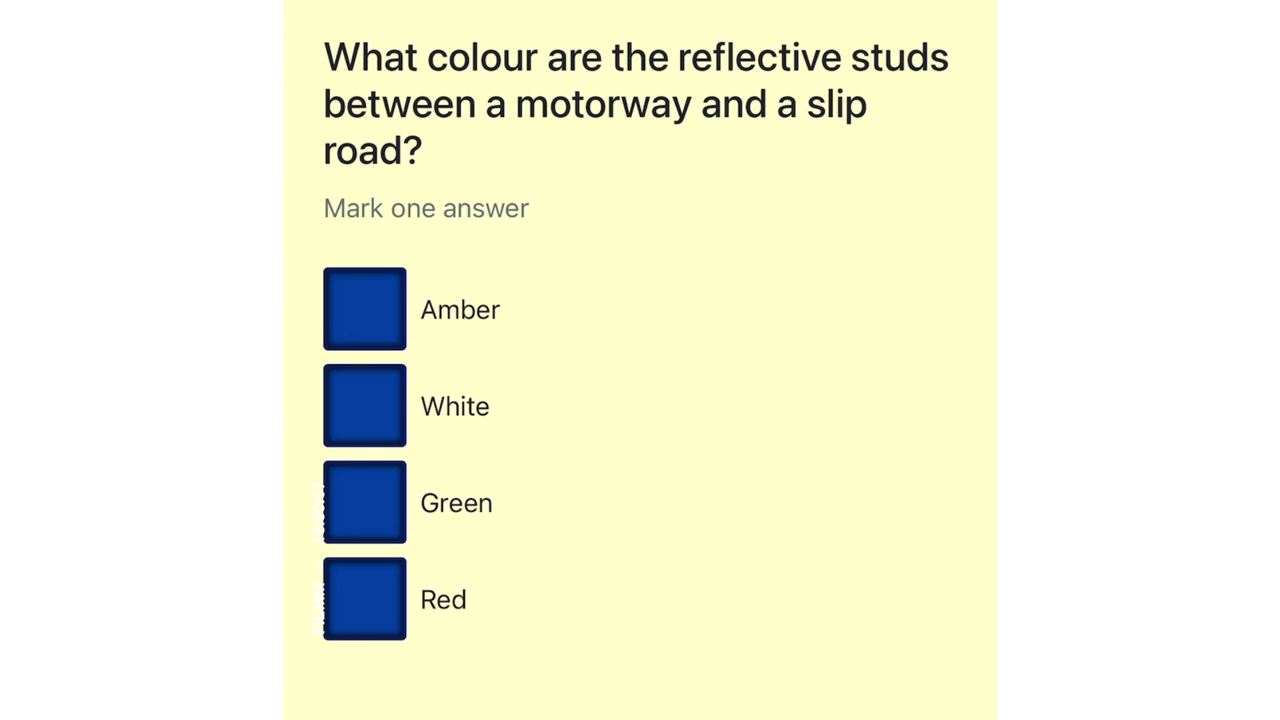 What colour are the reflective studs
between a motorway and a slip
road?
Mark one answer
Amber
White
Green
Red